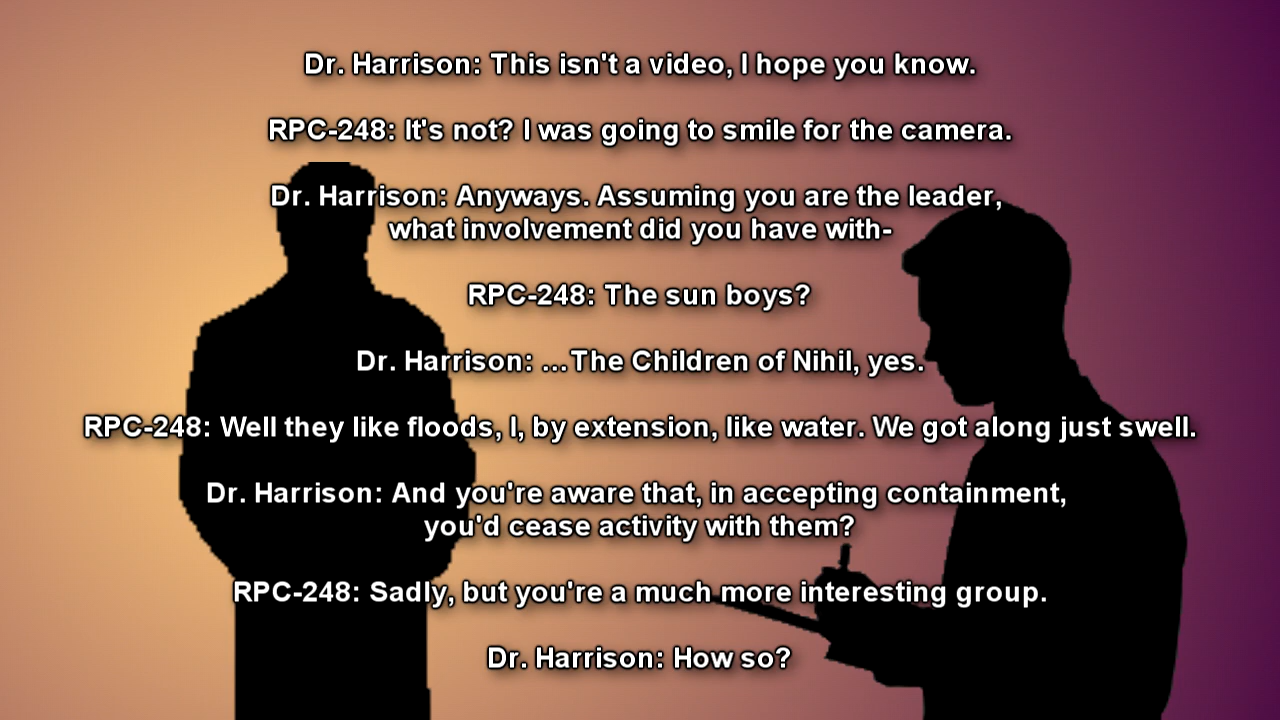 Dr. Harrison: This isn't a video, I hope you know.
RPC-248: It's not? I was going to smile for the camera.
Dr. Harrison: Anyways. Assuming you are the leader,
what involvement did you have with-
RPC-248: The sun boys?
Dr. Harrison: ...The Children of Nihil, yes.
RPC-248: Well they like floods, I, by extension, like water. We got along just swell.
Dr. Harrison: And you're aware that, in accepting containment,
you'd cease activity with them?
RPC-248: Sadly, but you're a much more interesting group.
Dr. Harrison: How so?